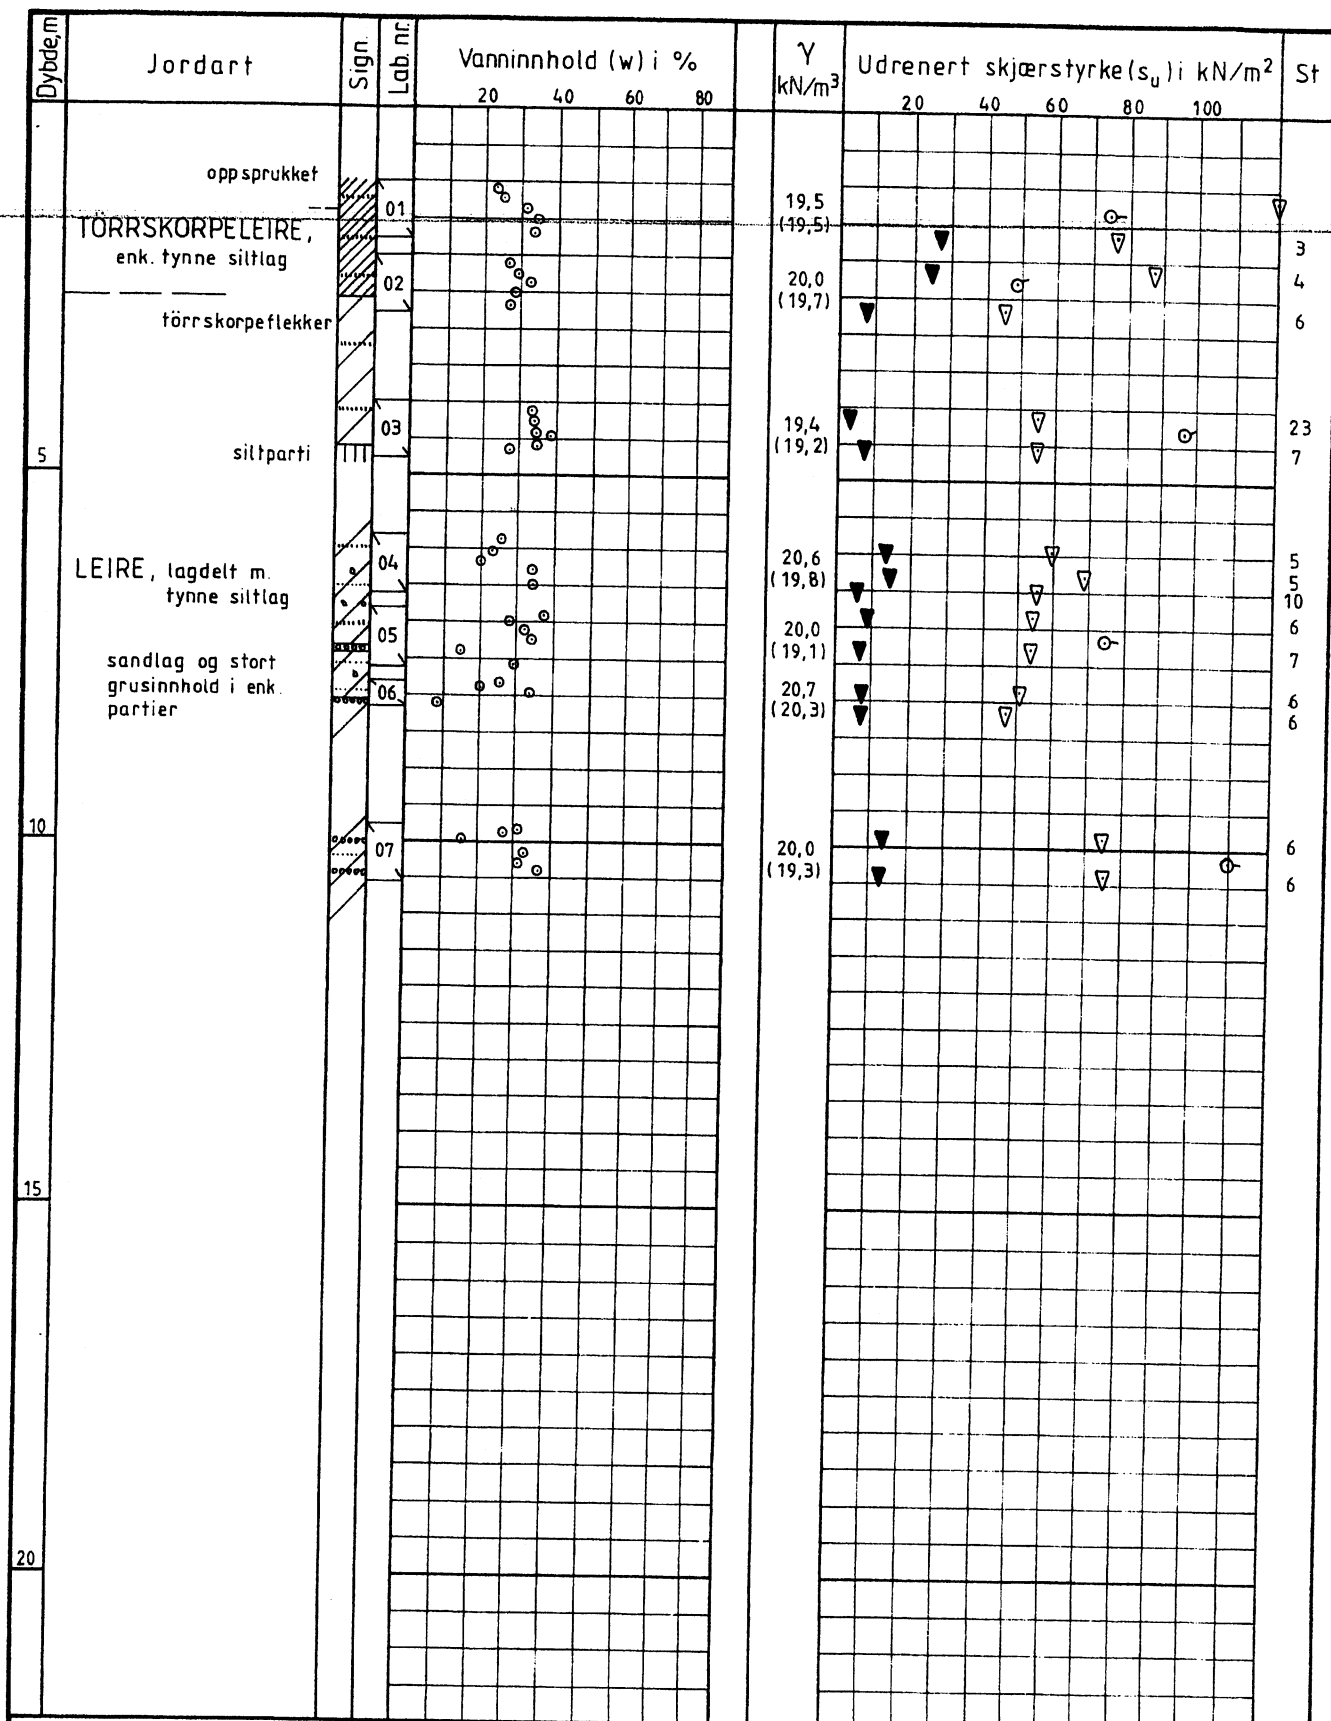 Dybde,m
Jordart
Sign.
Lab. nr.
Vanninnhold (w) i %
20 40 60 80
γ
kN/m³
Udrenert skjærstyrke (su) i kN/m²
20 40 60 80 100
St
oppsprukket
01
19,5
(19,5)
TÖRRSKORPELEIRE,
3
enk. tynne siltlag
02
20,0
(19,7)
4
törrskorpeflekker
6
03
19,4
(19,2)
23
siltparti
7
5
04
20,6
(19,8)
5
5
LEIRE, lagdelt m.
tynne siltlag
10
05
20,0
(19,1)
6
7
sandlag og stort
grusinnhold i enk.
partier
06
20,7
(20,3)
6
6
10
07
20,0
(19,3)
6
6
15
20